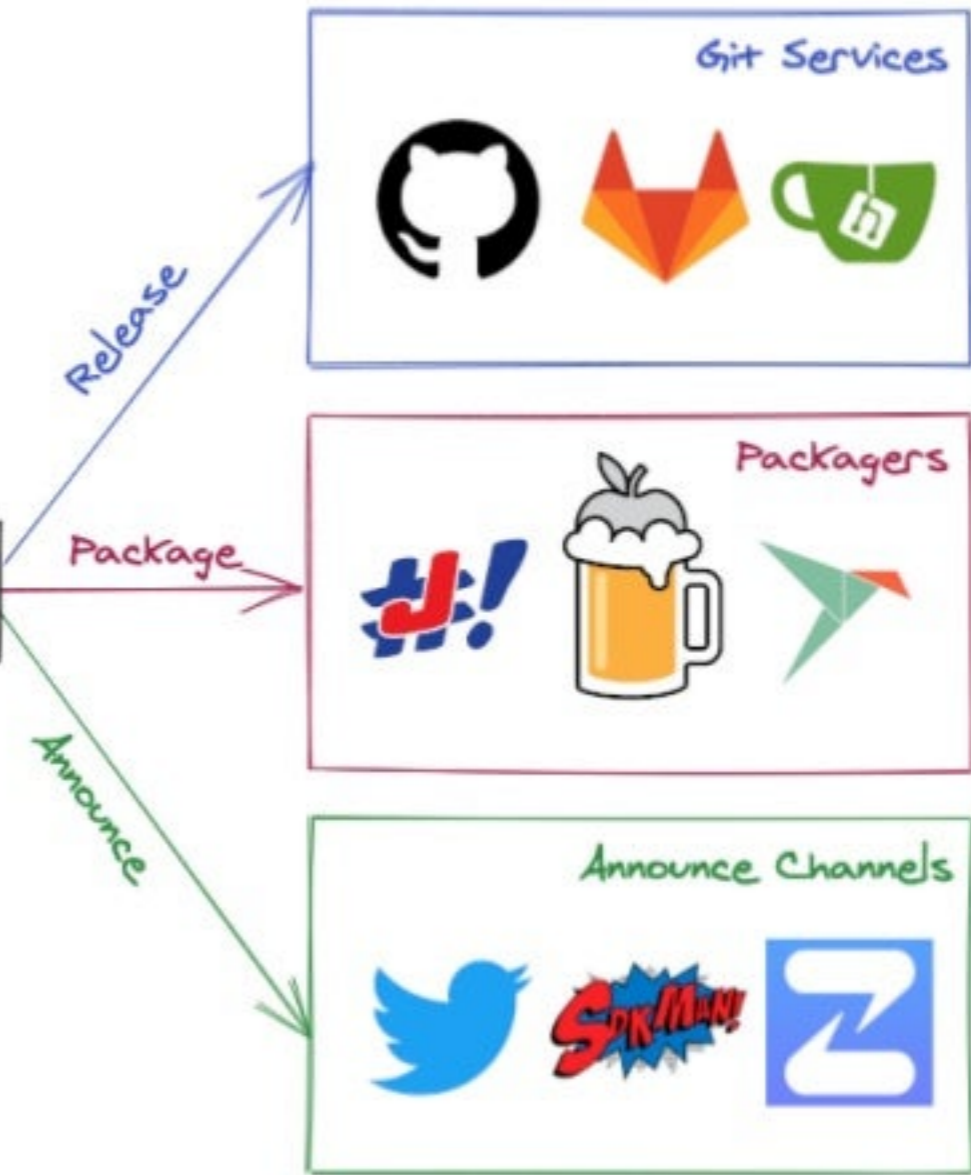 Git Services
Release
Packagers
Package
J!
Announce
Announce Channels
SDKMAN!